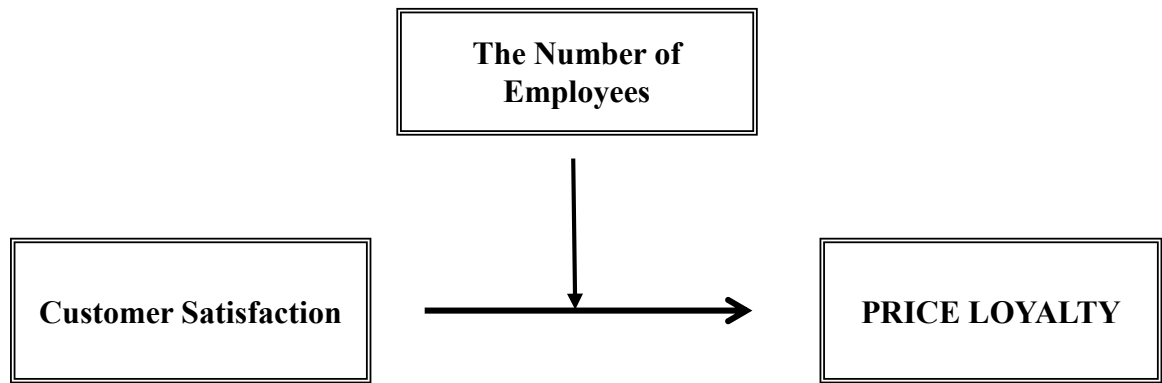 The Number of
Employees
Customer Satisfaction
PRICE LOYALTY